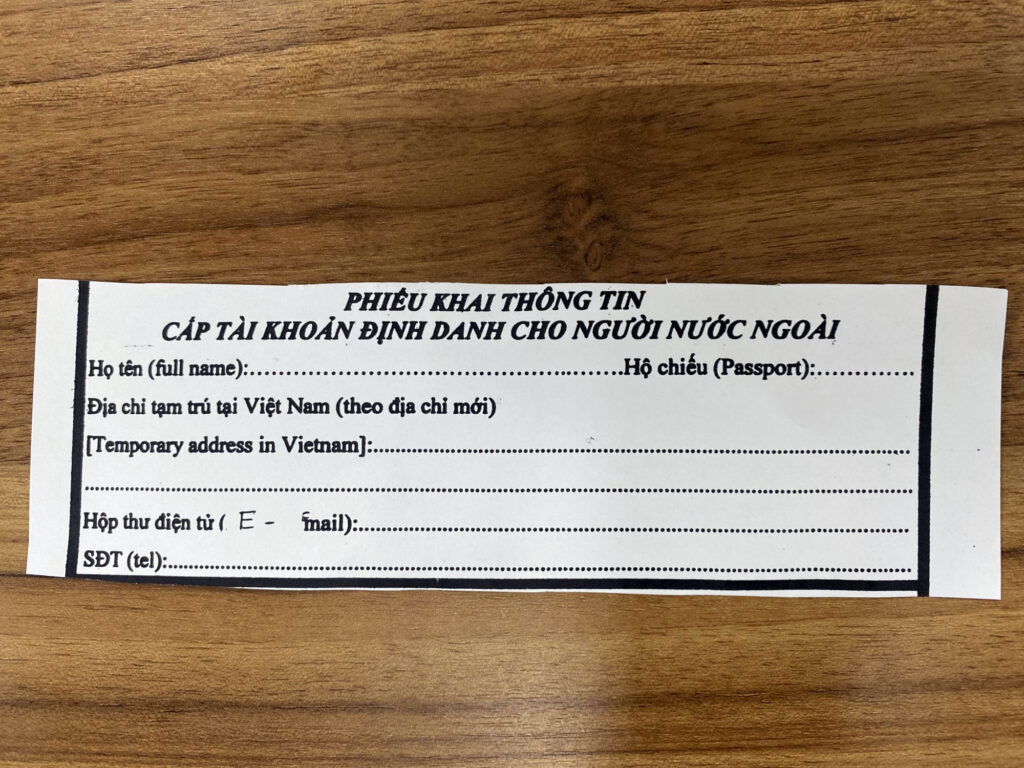 PHIẾU KHAI THÔNG TIN
CẤP TÀI KHOẢN ĐỊNH DANH CHO NGƯỜI NƯỚC NGOÀI
Họ tên (full name):……………………………………..…….Hộ chiếu (Passport):………….
Địa chỉ tạm trú tại Việt Nam (theo địa chỉ mới)
[Temporary address in Vietnam]:..........................................................................................
..............................................................................................................................................
Hộp thư điện tử ( E - mail):..............................................................................................
SĐT (tel):................................................................................................................................